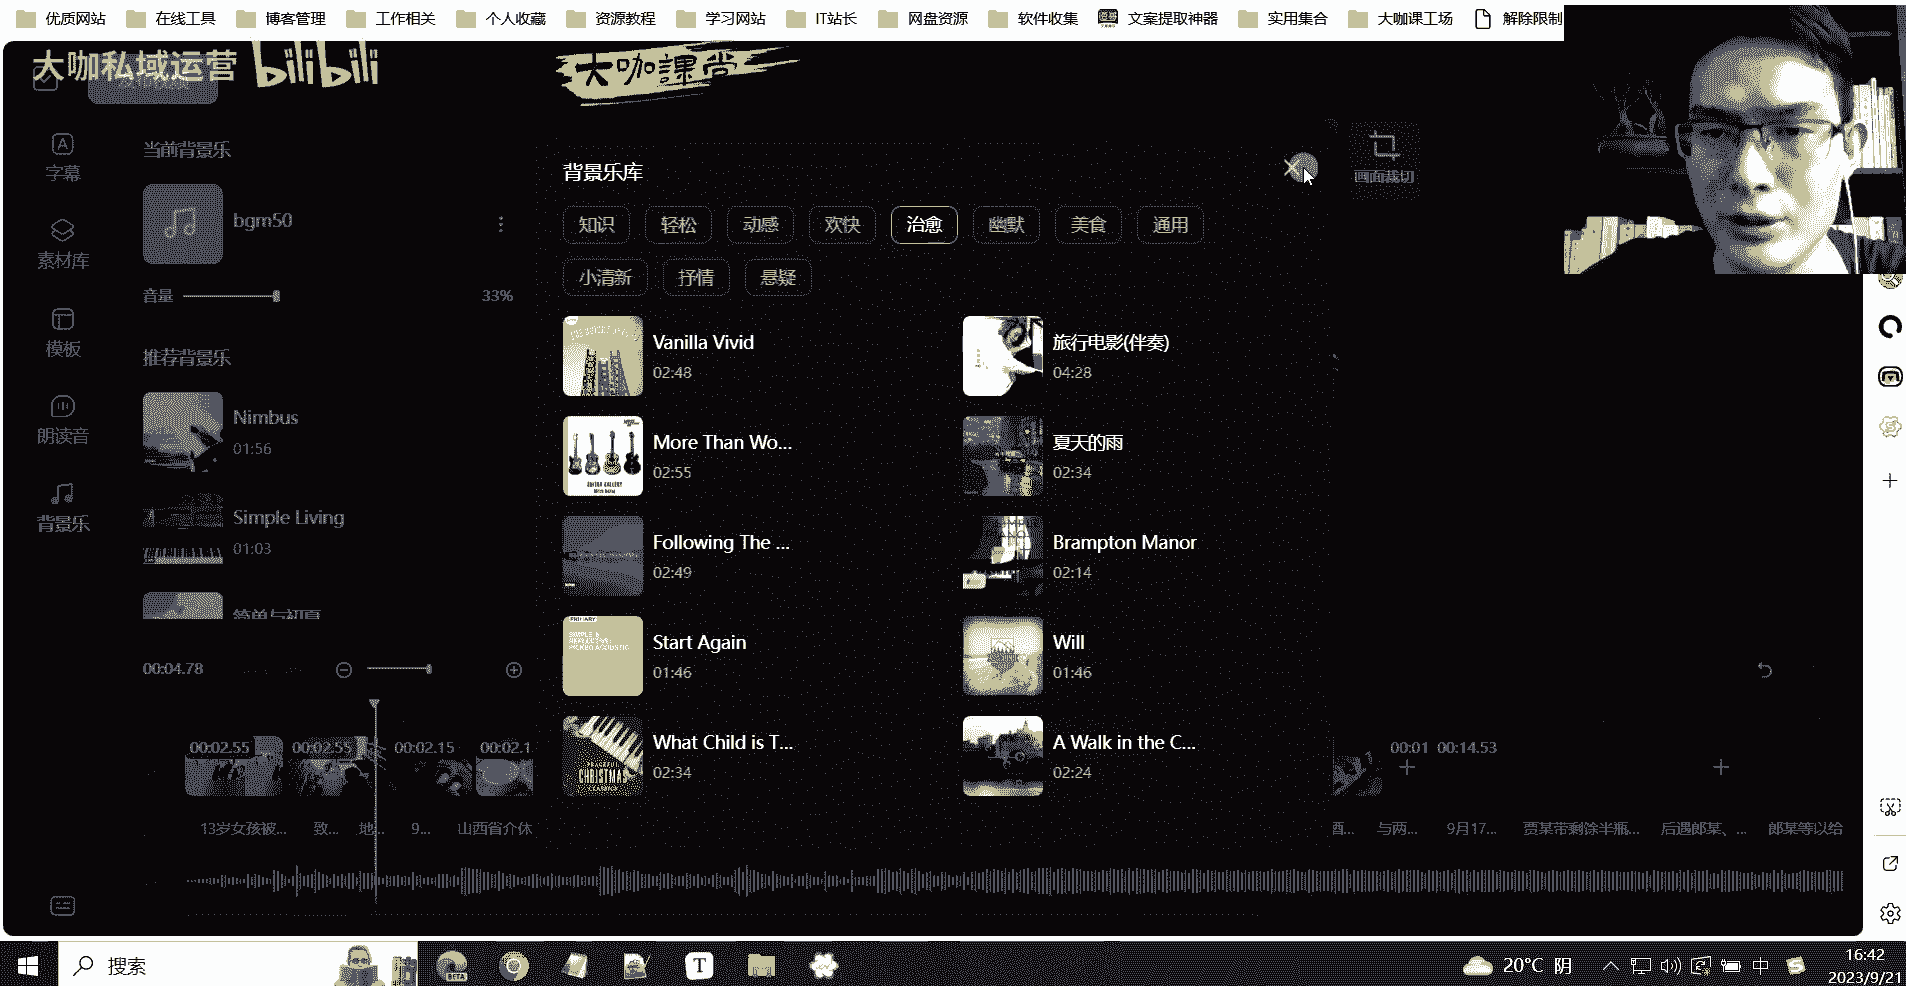 优质网站 在线工具 博客管理 工作相关 个人收藏 资源教程 学习网站 IT站长 网盘资源 软件收集 文案提取神器 实用集合 大咖课工场 解除限制
大咖私域运营 bilibili
大咖課堂
字幕
素材库
模板
朗读音
背景乐
当前背景乐
bgm50
音量 33%
推荐背景乐
Nimbus
01:56
Simple Living
01:03
简单与初夏
背景乐库
画面裁切
知识 轻松 动感 欢快 治愈 幽默 美食 通用
小清新 抒情 悬疑
Vanilla Vivid
02:48
旅行电影(伴奏)
04:28
More Than Wo...
02:55
夏天的雨
02:34
Following The ...
02:49
Brampton Manor
02:14
Start Again
01:46
Will
01:46
What Child is T...
02:34
A Walk in the C...
02:24
00:04.78
00:02.55 00:02.55 00:02.15 00:02.1 00:01 00:14.53
13岁女孩被... 致... 地... 9... 山西省介休 酒... 与两... 9月17... 贾某带剩余半瓶... 后遇郎某、... 郎某等以给
搜索
BETA
T
20°C 阴
中
16:42
2023/9/21